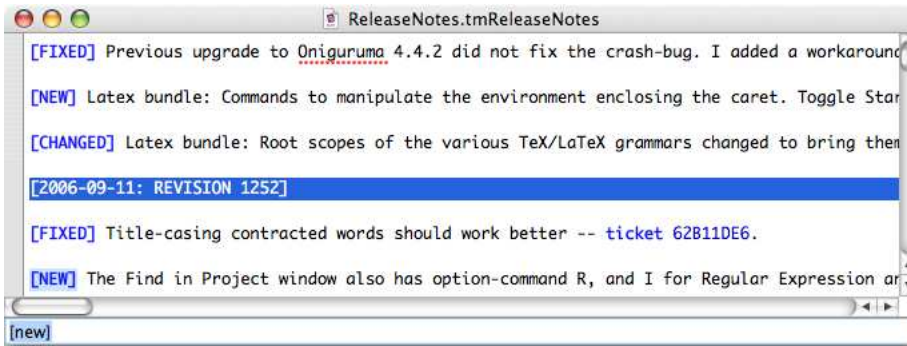 ReleaseNotes.tmReleaseNotes
[FIXED] Previous upgrade to Oniguruma 4.4.2 did not fix the crash-bug. I added a workaround
[NEW] Latex bundle: Commands to manipulate the environment enclosing the caret. Toggle Star
[CHANGED] Latex bundle: Root scopes of the various TeX/LaTeX grammars changed to bring them
[2006-09-11: REVISION 1252]
[FIXED] Title-casing contracted words should work better -- ticket 62B11DE6.
[NEW] The Find in Project window also has option-command R, and I for Regular Expression an
[new]